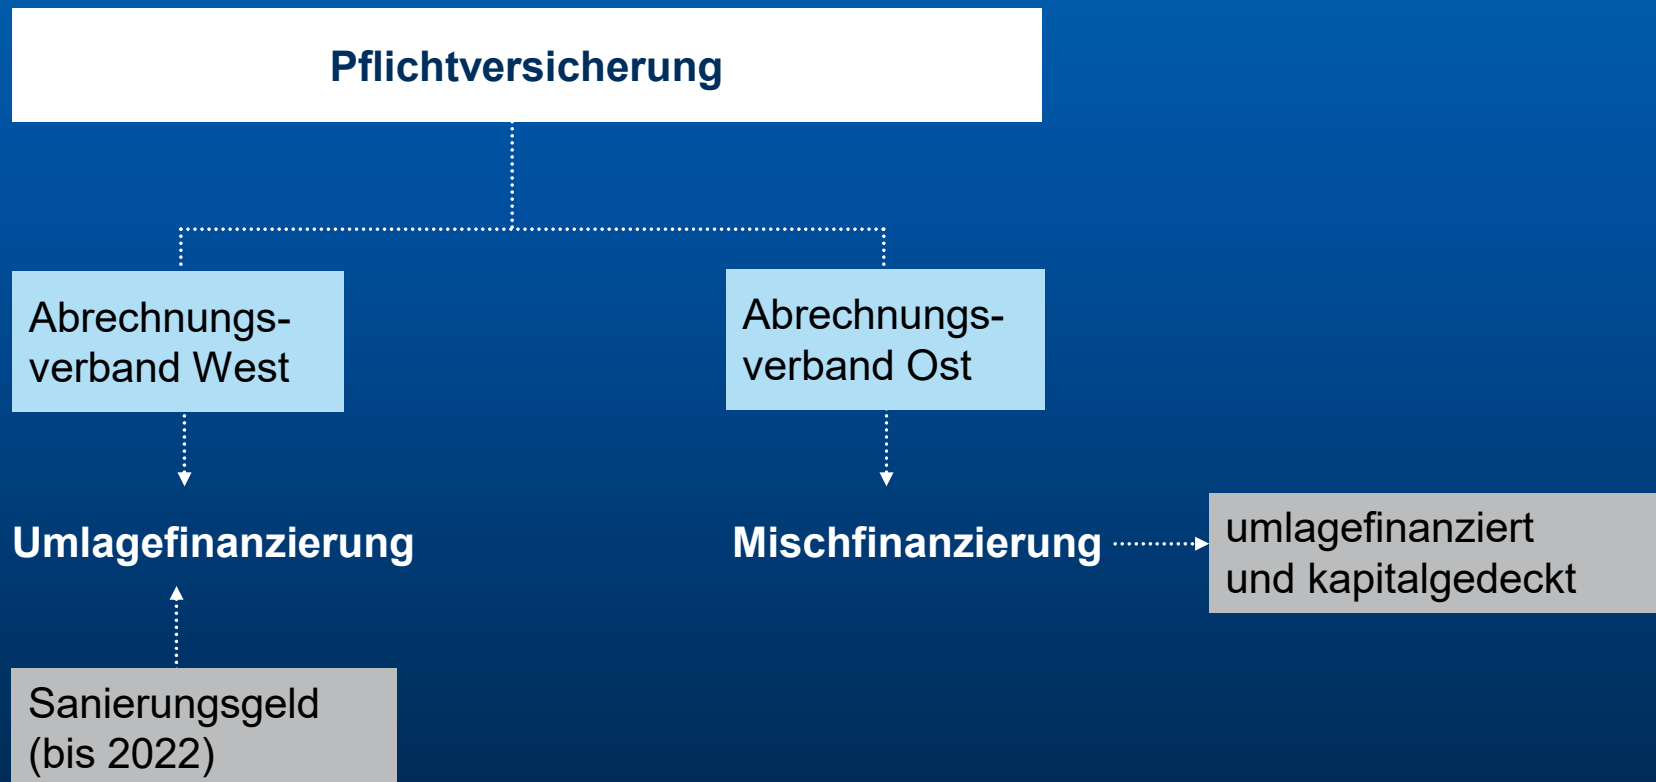 Pflichtversicherung
Abrechnungs-
verband West
Abrechnungs-
verband Ost
Umlagefinanzierung
Mischfinanzierung
umlagefinanziert
und kapitalgedeckt
Sanierungsgeld
(bis 2022)